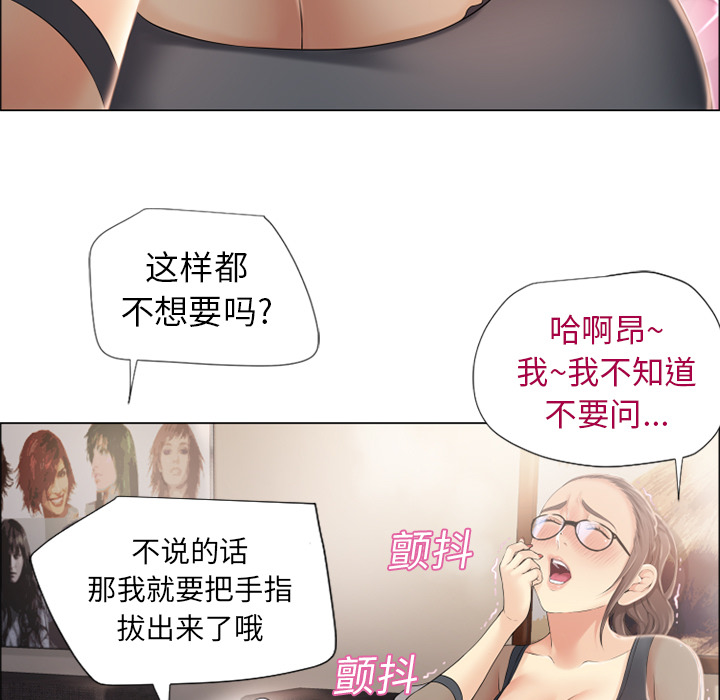 这样都
不想要吗?
哈啊昂~
我~我不知道
不要问...
不说的话
那我就要把手指
拔出来了哦
颤抖
颤抖